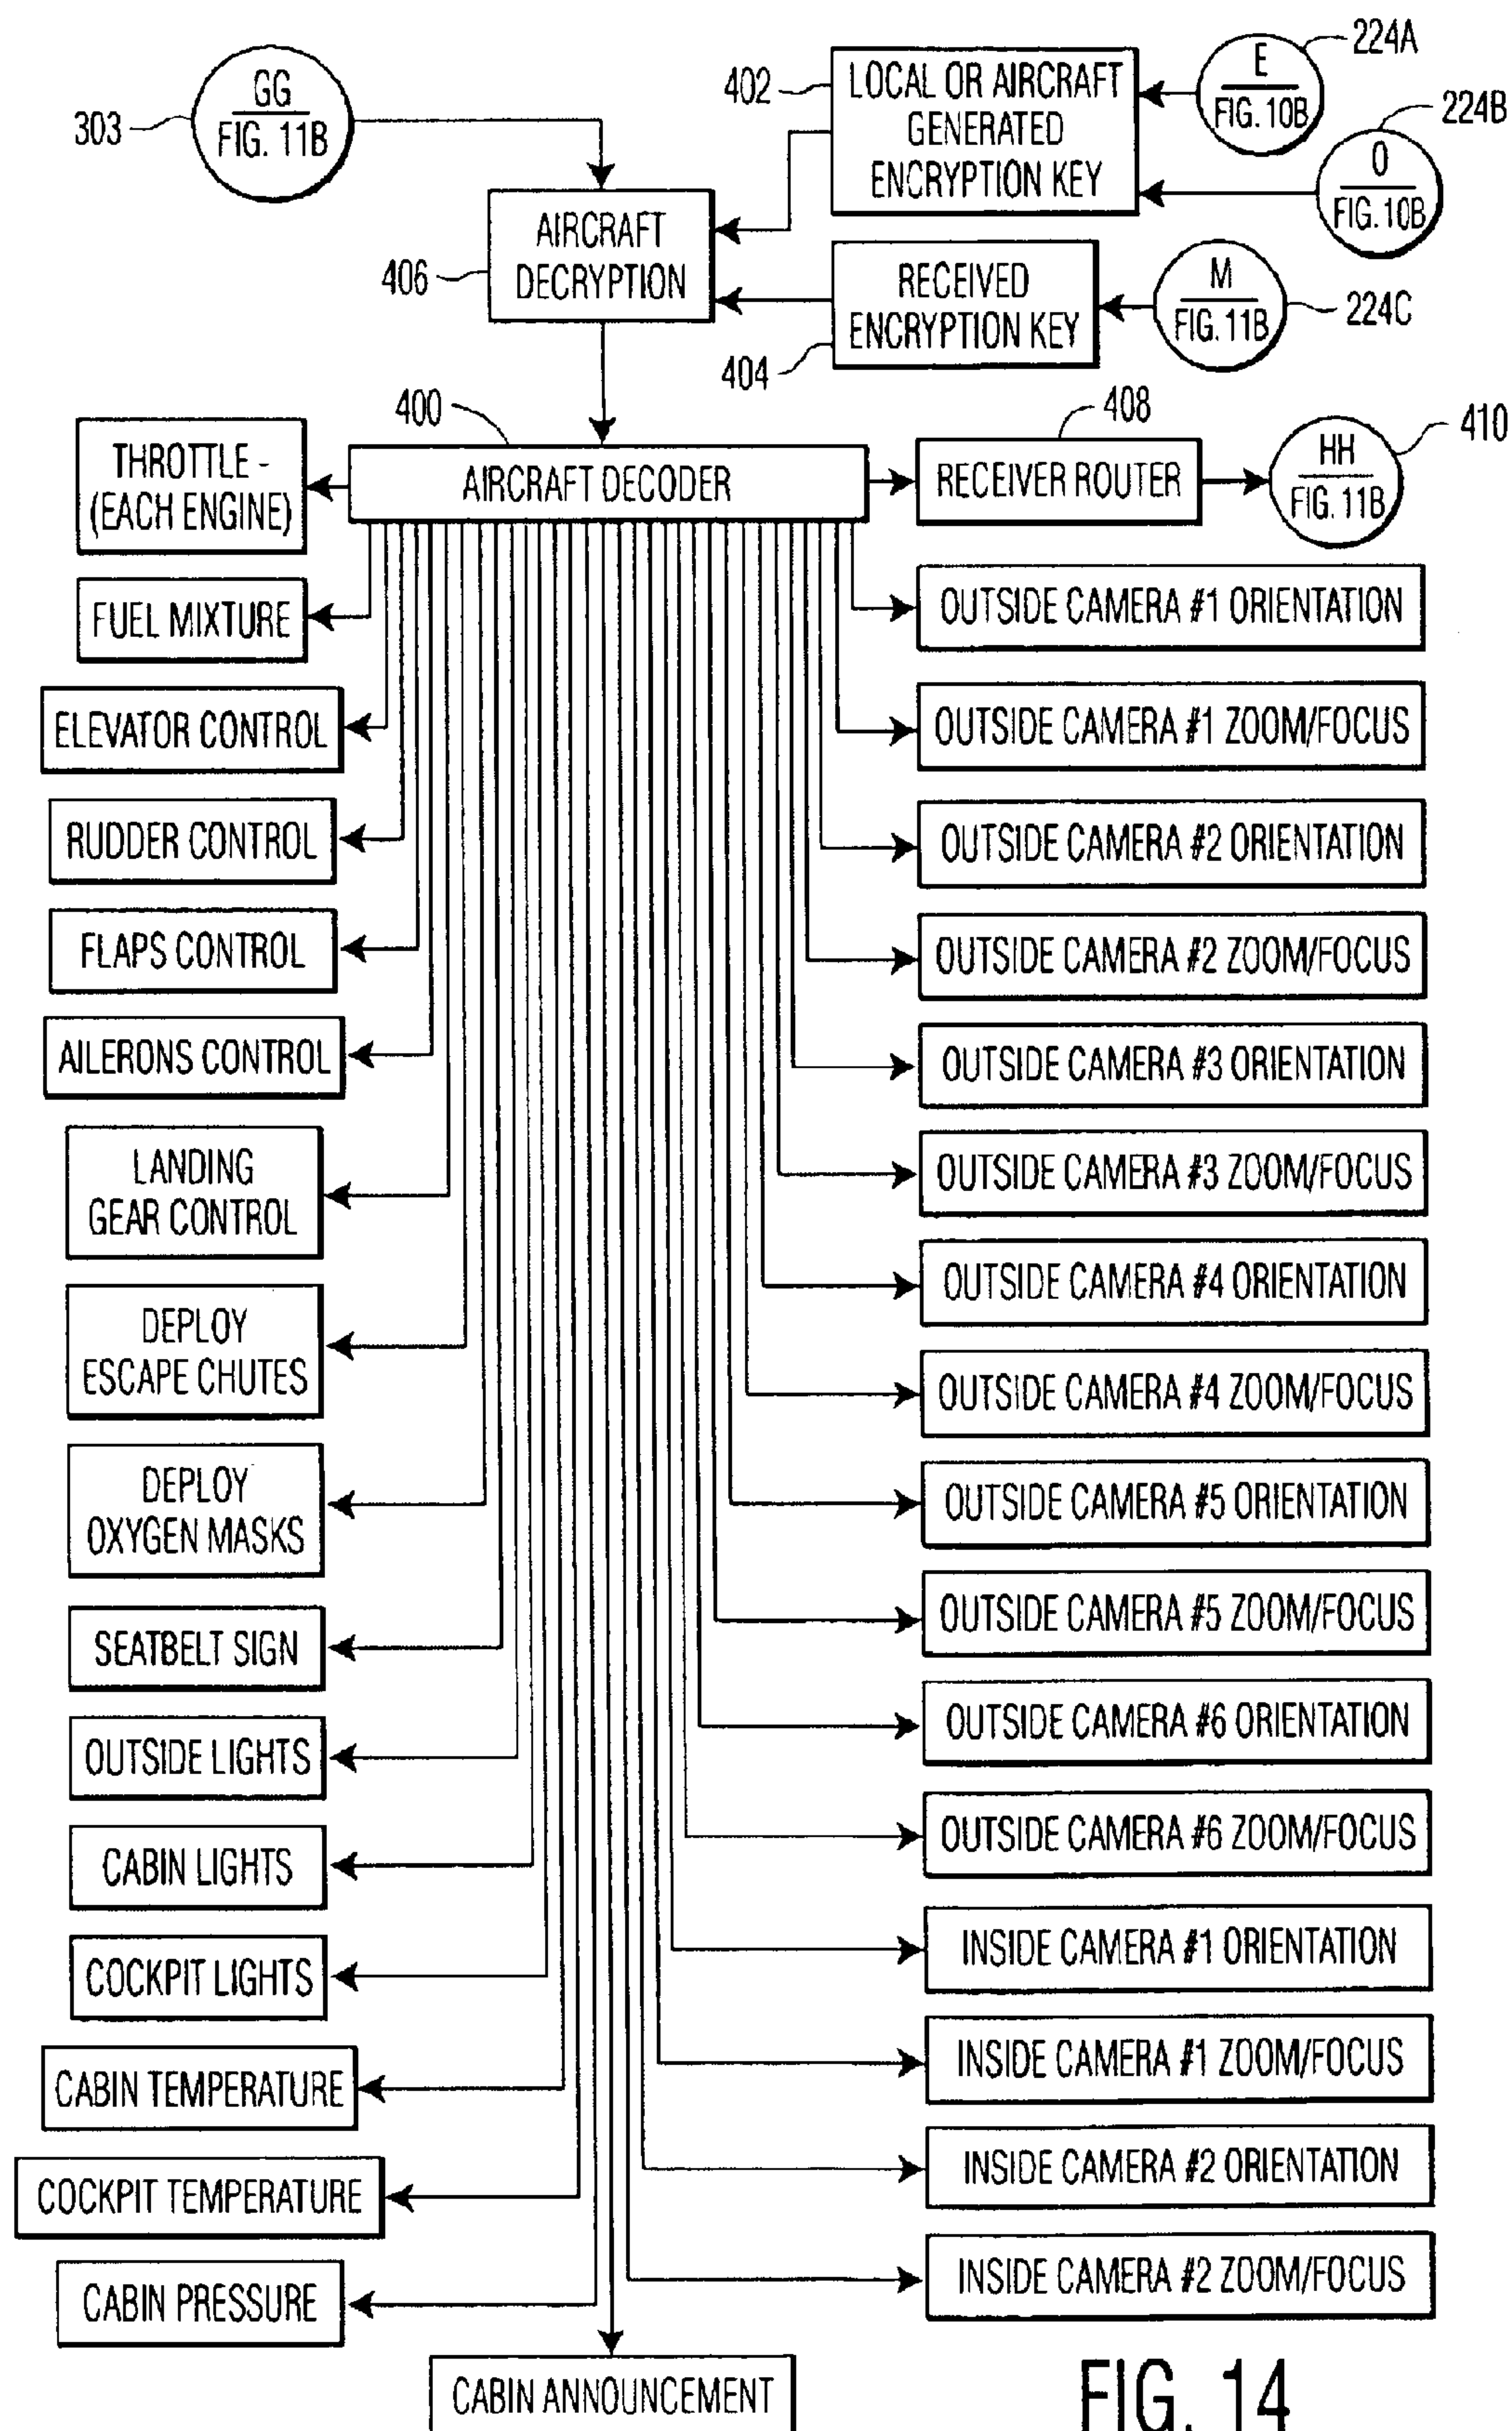 224A
E
FIG. 10B
402
LOCAL OR AIRCRAFT
GENERATED
ENCRYPTION KEY
GG
FIG. 11B
303
224B
O
FIG. 10B
AIRCRAFT
DECRYPTION
406
RECEIVED
ENCRYPTION KEY
404
M
FIG. 11B
224C
400
408
410
THROTTLE -
(EACH ENGINE)
AIRCRAFT DECODER
RECEIVER ROUTER
HH
FIG. 11B
FUEL MIXTURE
ELEVATOR CONTROL
RUDDER CONTROL
FLAPS CONTROL
AILERONS CONTROL
LANDING
GEAR CONTROL
DEPLOY
ESCAPE CHUTES
DEPLOY
OXYGEN MASKS
SEATBELT SIGN
OUTSIDE LIGHTS
CABIN LIGHTS
COCKPIT LIGHTS
CABIN TEMPERATURE
COCKPIT TEMPERATURE
CABIN PRESSURE
CABIN ANNOUNCEMENT
OUTSIDE CAMERA #1 ORIENTATION
OUTSIDE CAMERA #1 ZOOM/FOCUS
OUTSIDE CAMERA #2 ORIENTATION
OUTSIDE CAMERA #2 ZOOM/FOCUS
OUTSIDE CAMERA #3 ORIENTATION
OUTSIDE CAMERA #3 ZOOM/FOCUS
OUTSIDE CAMERA #4 ORIENTATION
OUTSIDE CAMERA #4 ZOOM/FOCUS
OUTSIDE CAMERA #5 ORIENTATION
OUTSIDE CAMERA #5 ZOOM/FOCUS
OUTSIDE CAMERA #6 ORIENTATION
OUTSIDE CAMERA #6 ZOOM/FOCUS
INSIDE CAMERA #1 ORIENTATION
INSIDE CAMERA #1 ZOOM/FOCUS
INSIDE CAMERA #2 ORIENTATION
INSIDE CAMERA #2 ZOOM/FOCUS
FIG. 14